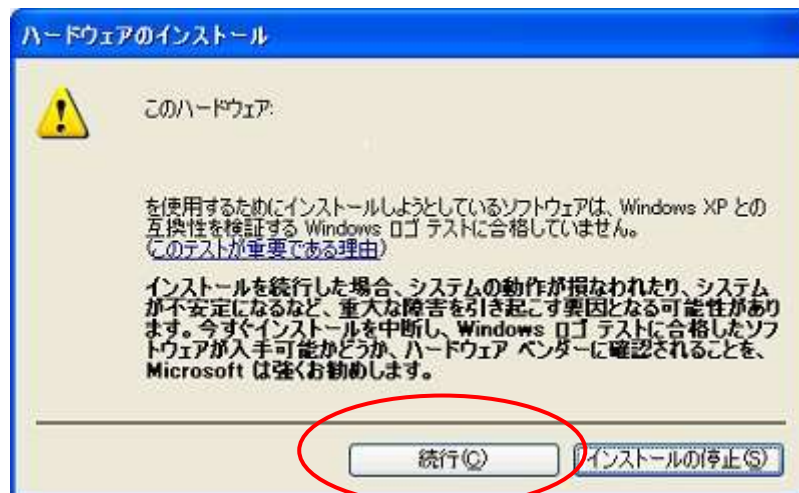 ハードウェアのインストール
このハードウェア:
を使用するためにインストールしようとしているソフトウェアは、Windows XP との
互換性を検証する Windows ロゴ テストに合格していません。
(このテストが重要である理由)
インストールを続行した場合、システムの動作が損なわれたり、システム
が不安定になるなど、重大な障害を引き起こす要因となる可能性があり
ます。今すぐインストールを中断し、Windows ロゴ テストに合格したソフ
トウェアが入手可能かどうか、ハードウェア ベンダーに確認されることを、
Microsoft は強くお勧めします。
続行(C) インストールの停止(S)